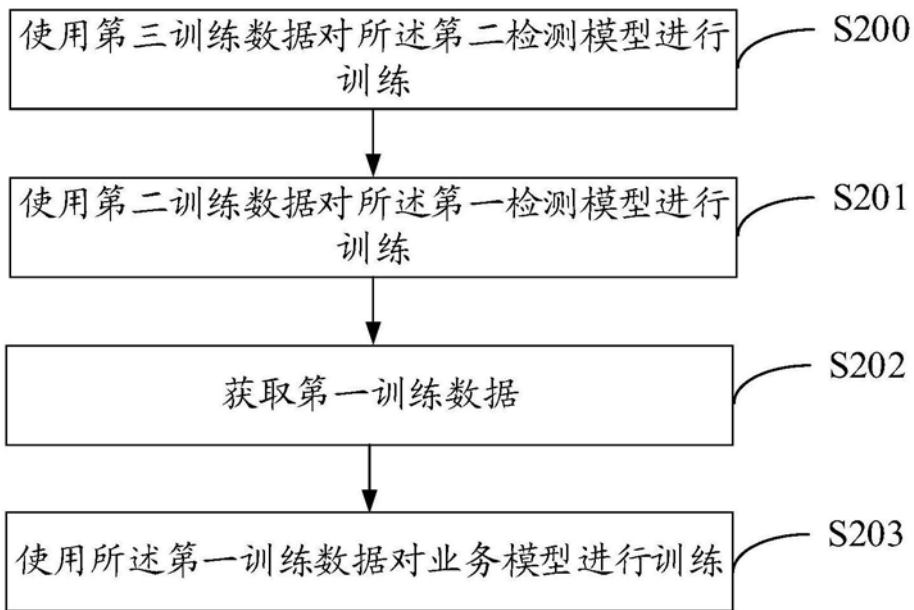 使用第三训练数据对所述第二检测模型进行
训练
S200
使用第二训练数据对所述第一检测模型进行
训练
S201
获取第一训练数据
S202
使用所述第一训练数据对业务模型进行训练
S203